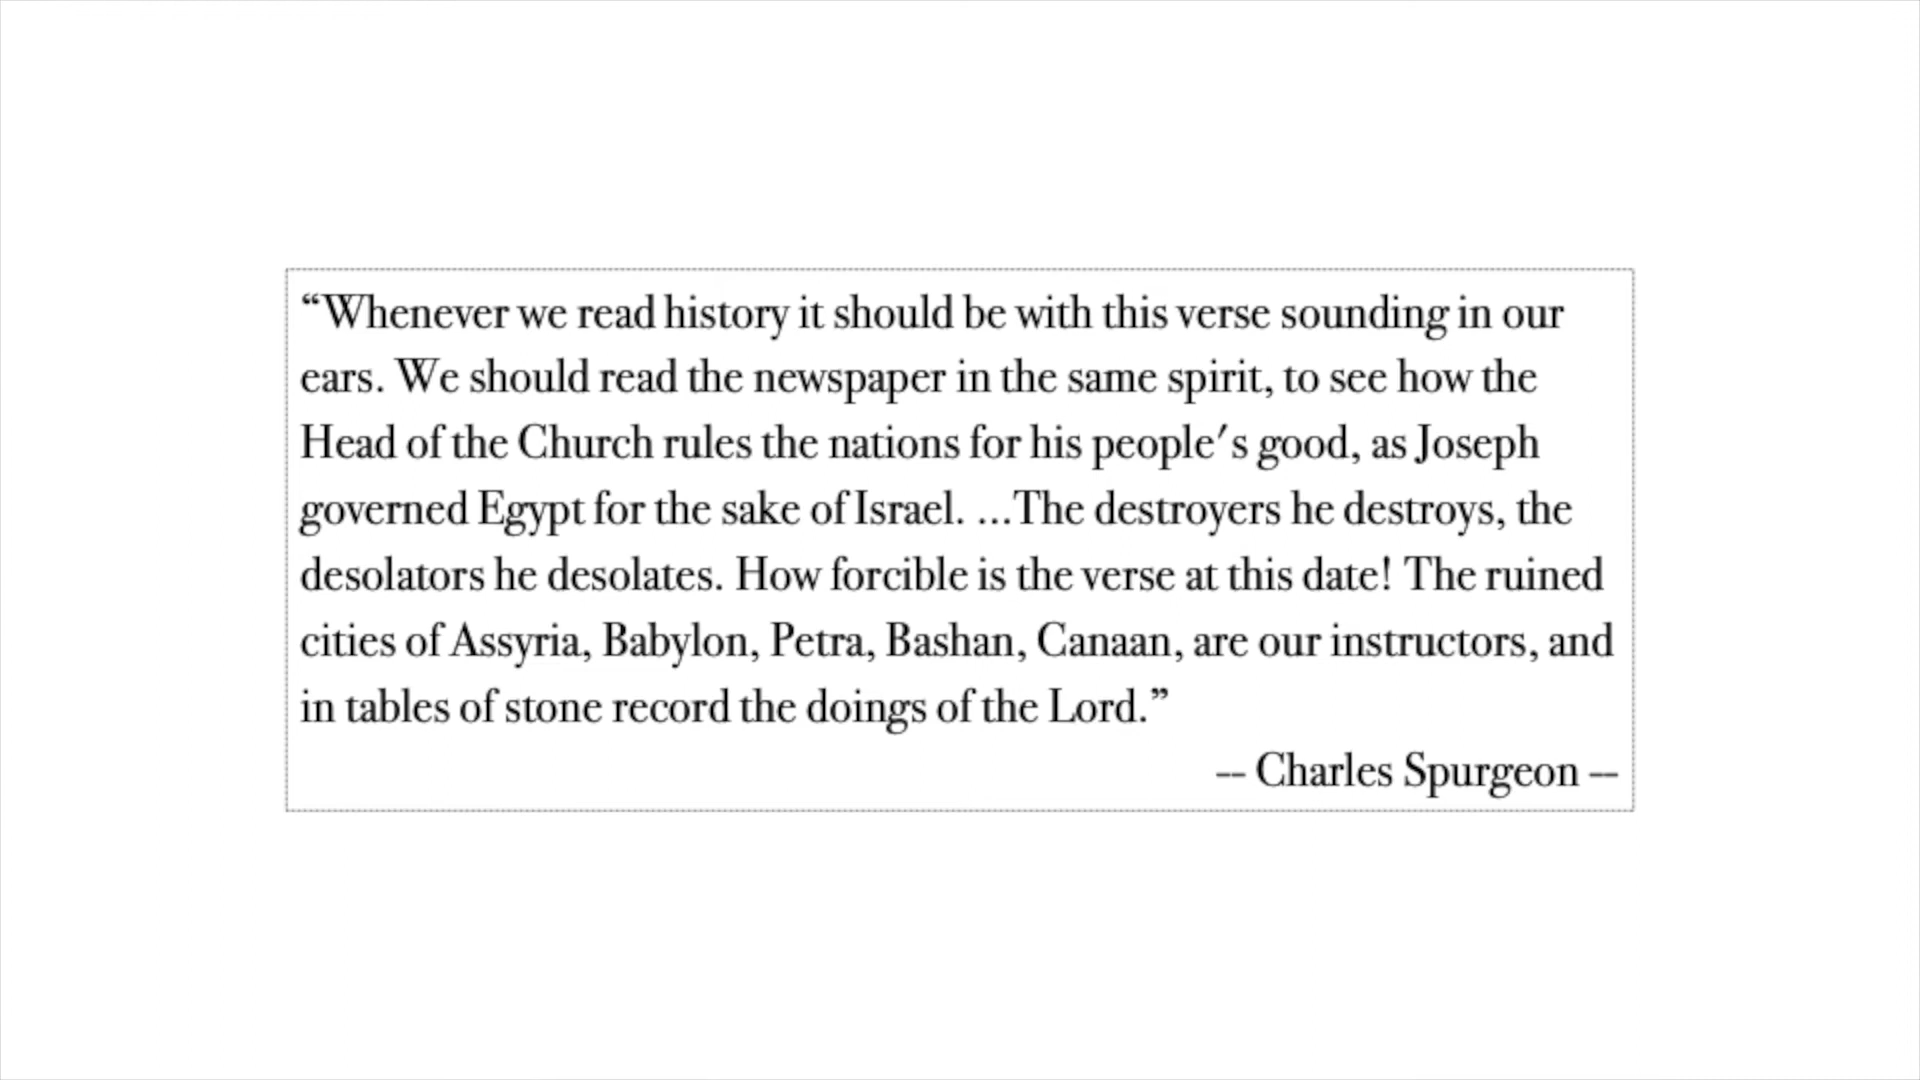 “Whenever we read history it should be with this verse sounding in our
ears. We should read the newspaper in the same spirit, to see how the
Head of the Church rules the nations for his people′s good, as Joseph
governed Egypt for the sake of Israel. ...The destroyers he destroys, the
desolators he desolates. How forcible is the verse at this date! The ruined
cities of Assyria, Babylon, Petra, Bashan, Canaan, are our instructors, and
in tables of stone record the doings of the Lord.”
-- Charles Spurgeon --